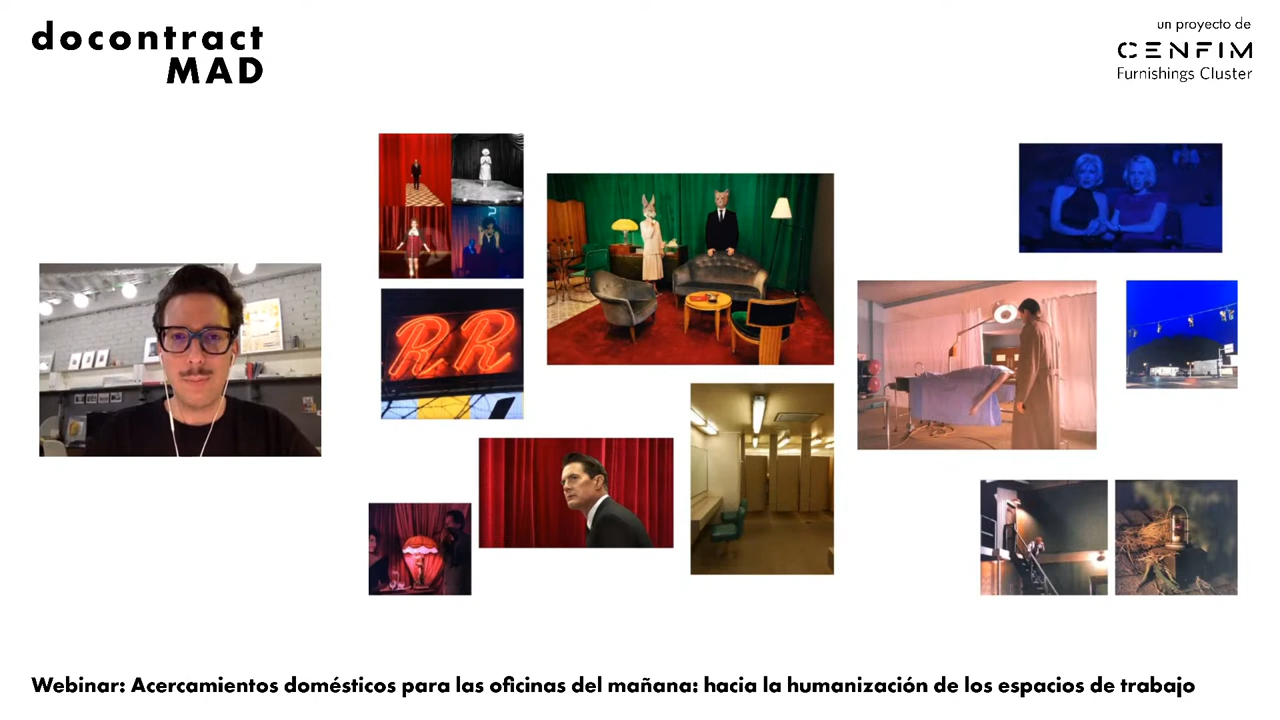 docontract
MAD
un proyecto de
CENFIM
Furnishings Cluster
RR
Webinar: Acercamientos domésticos para las oficinas del mañana: hacia la humanización de los espacios de trabajo